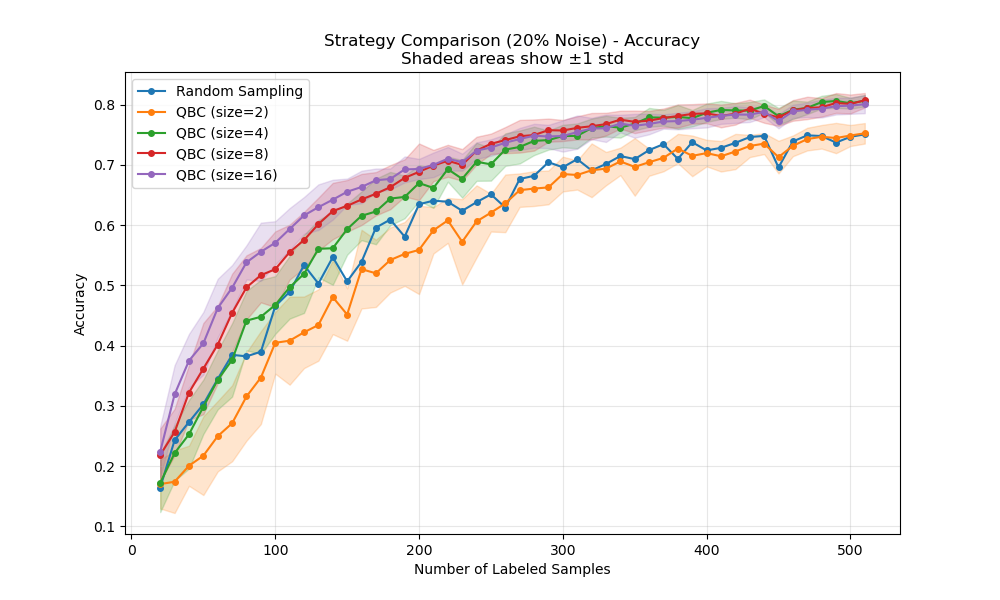 Strategy Comparison (20% Noise) - Accuracy
Shaded areas show ±1 std
Random Sampling
QBC (size=2)
QBC (size=4)
QBC (size=8)
QBC (size=16)
Accuracy
0.8
0.7
0.6
0.5
0.4
0.3
0.2
0.1
0 100 200 300 400 500
Number of Labeled Samples